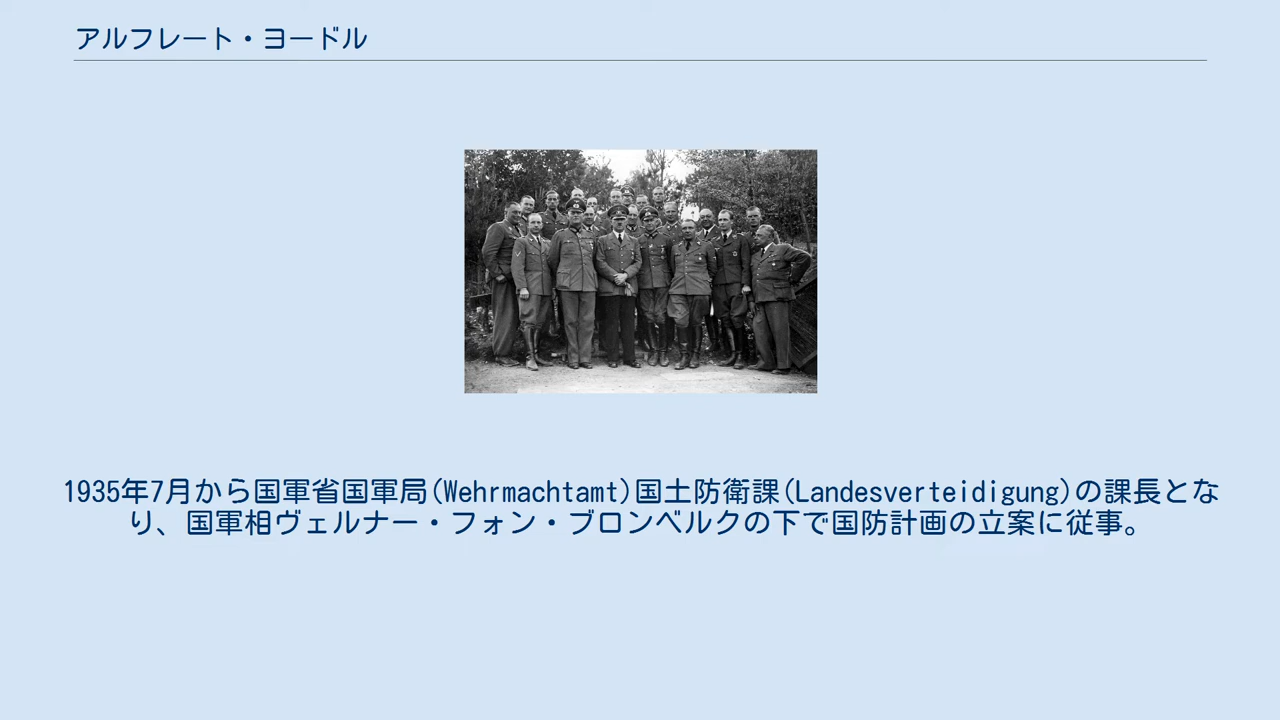 アルフレート・ヨードル
1935年7月から国軍省国軍局(Wehrmachtamt)国土防衛課(Landesverteidigung)の課長とな
り、国軍相ヴェルナー・フォン・ブロンベルクの下で国防計画の立案に従事。